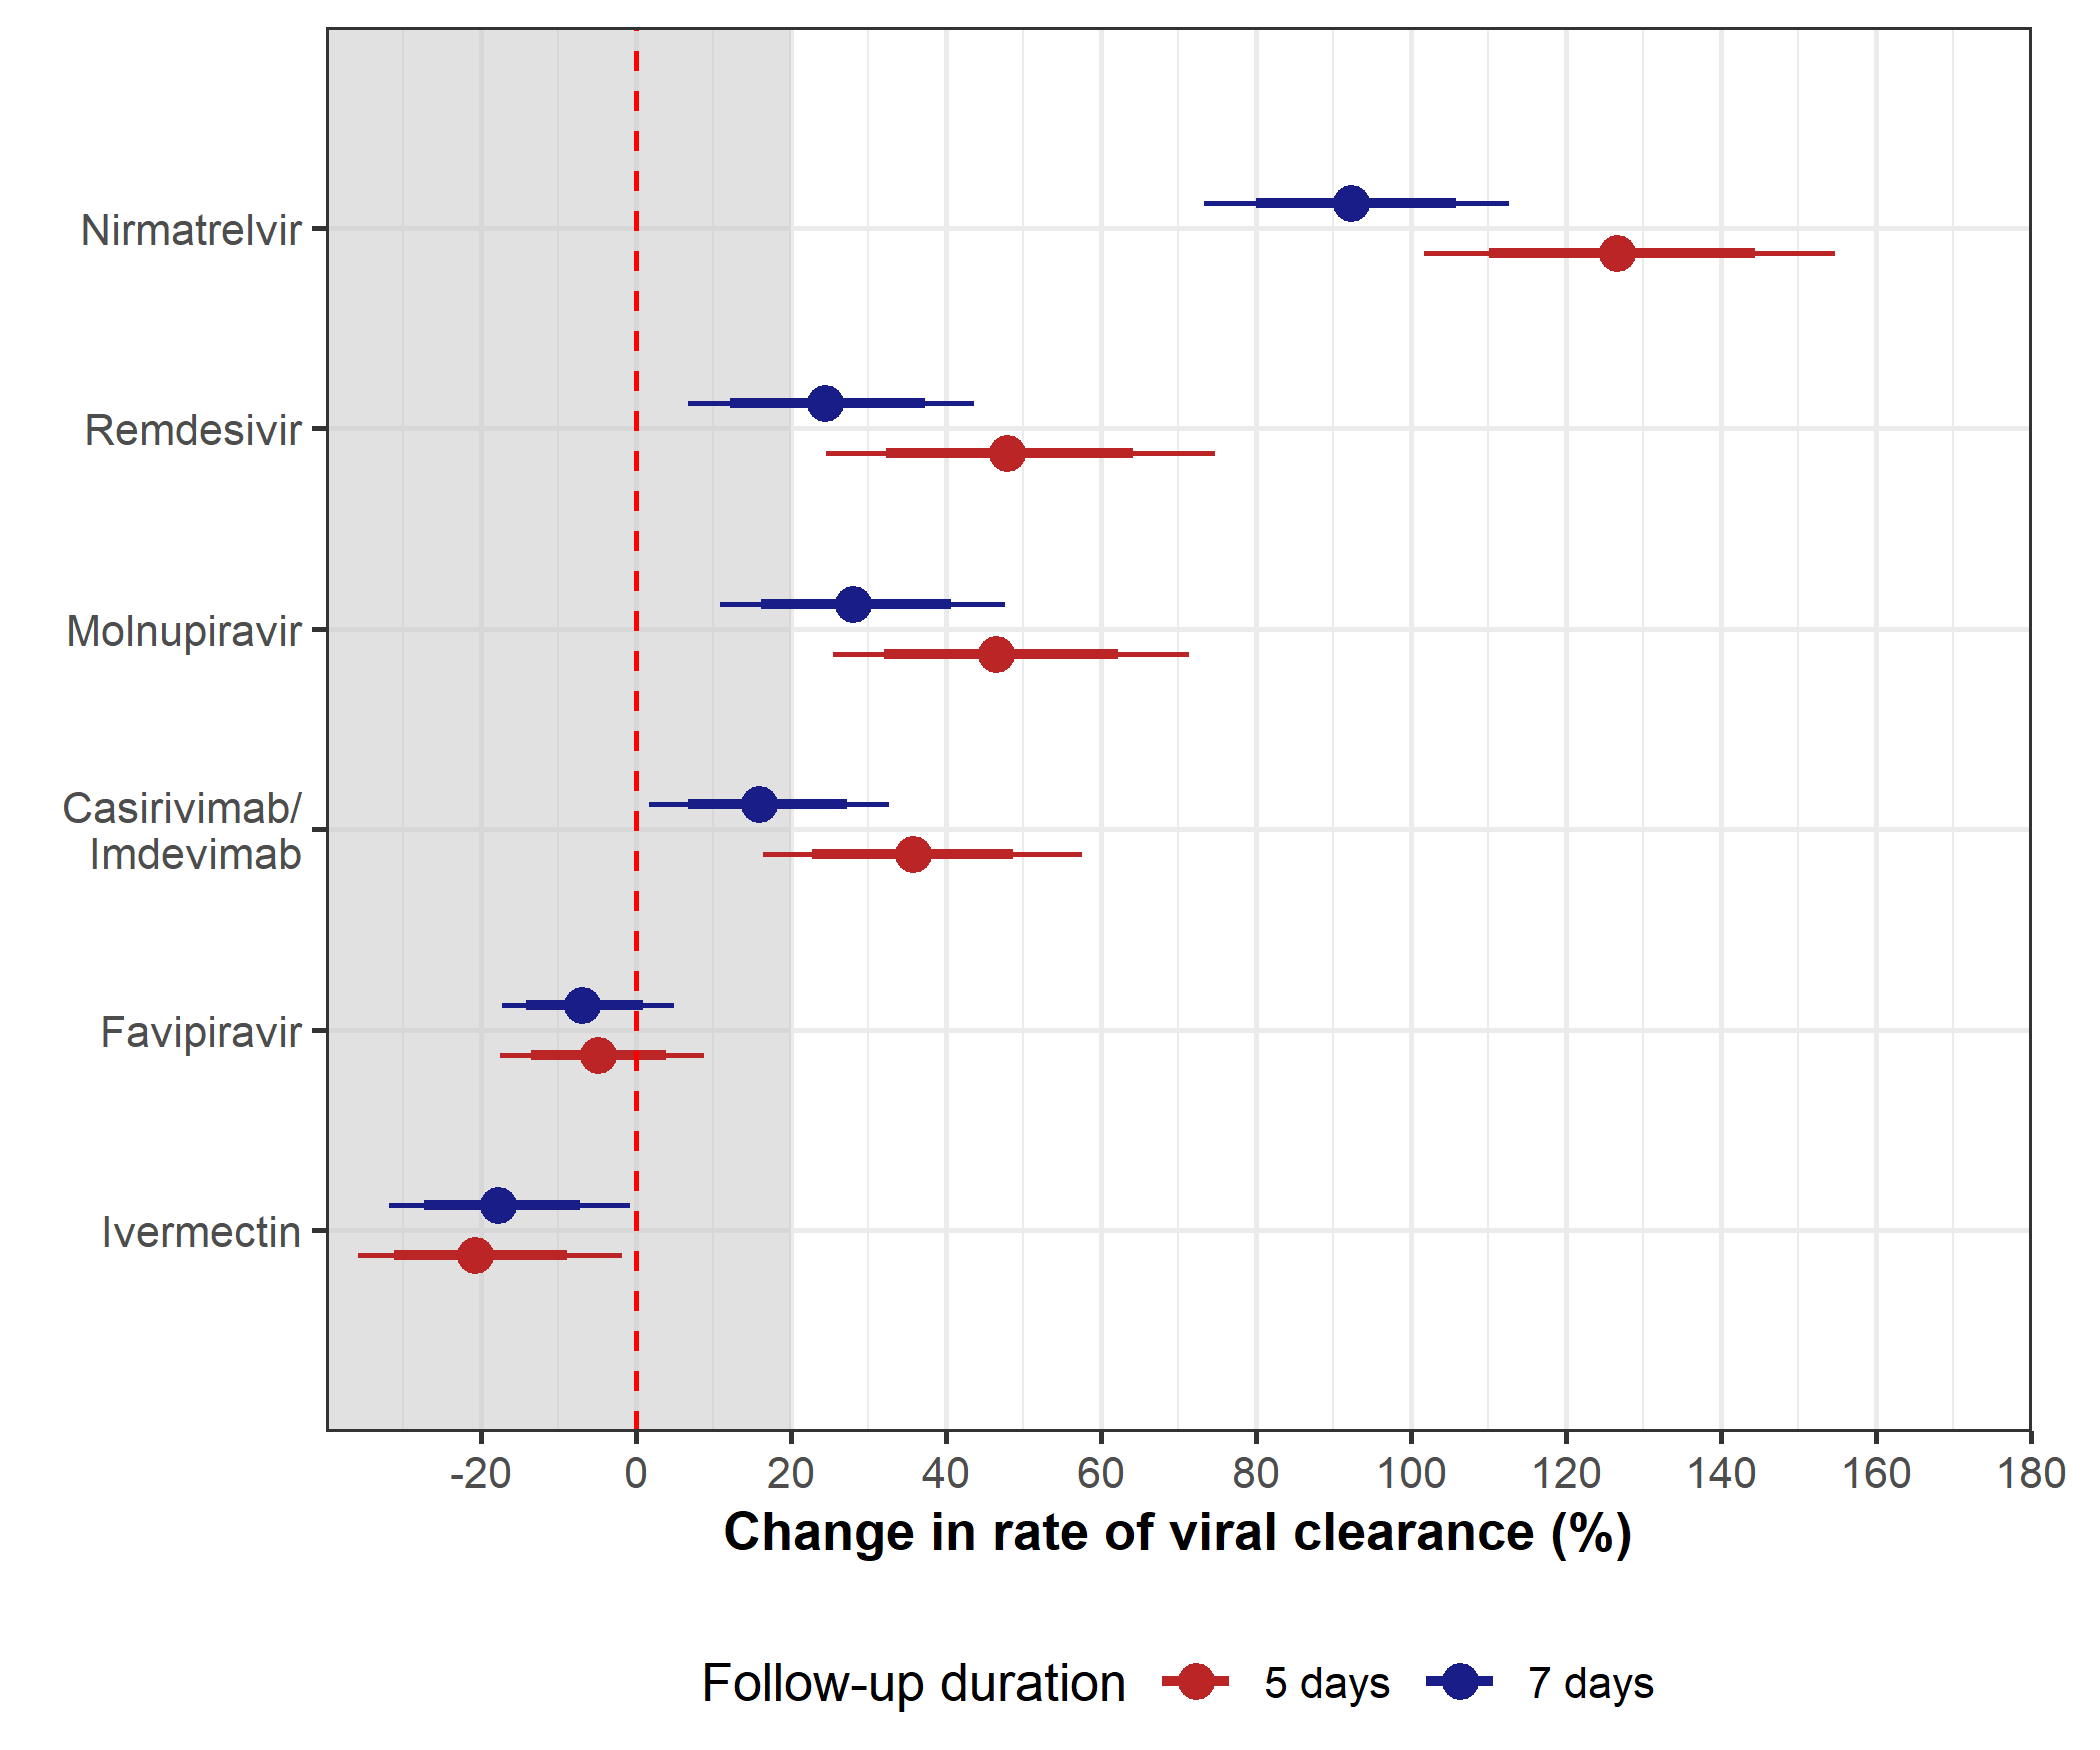 Nirmatrelvir
Remdesivir
Molnupiravir
Casirivimab/
Imdevimab
Favipiravir
Ivermectin
-20 0 20 40 60 80 100 120 140 160 180
Change in rate of viral clearance (%)
Follow-up duration 5 days 7 days